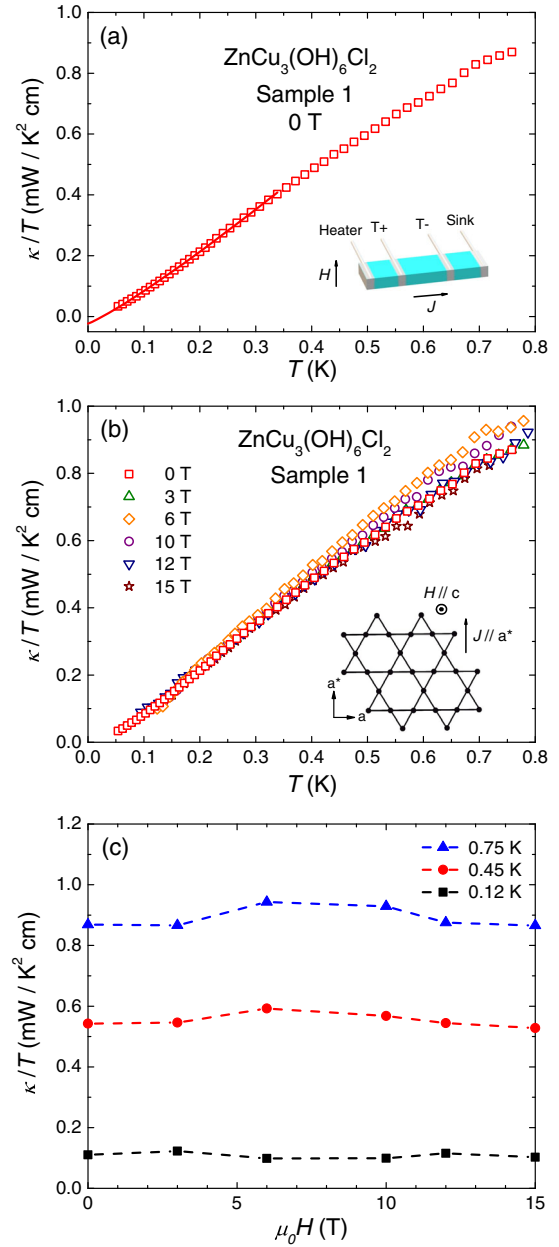 (a)
ZnCu3(OH)6Cl2
Sample 1
0 T
κ/T (mW / K² cm)
1.0
0.8
0.6
0.4
0.2
0.0
Heater T+ T- Sink
H
J
0.0 0.1 0.2 0.3 0.4 0.5 0.6 0.7 0.8
T (K)
(b)
ZnCu3(OH)6Cl2
Sample 1
0 T
3 T
6 T
10 T
12 T
15 T
κ/T (mW / K² cm)
1.0
0.8
0.6
0.4
0.2
0.0
H // c
J // a*
a*
a
0.0 0.1 0.2 0.3 0.4 0.5 0.6 0.7 0.8
T (K)
(c)
0.75 K
0.45 K
0.12 K
κ/T (mW / K² cm)
1.2
1.0
0.8
0.6
0.4
0.2
0.0
0 5 10 15
μ0H (T)